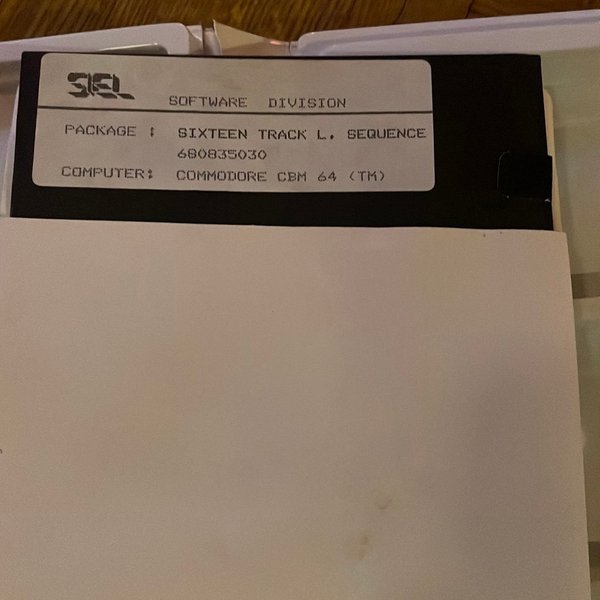 SIEL
SOFTWARE DIVISION
PACKAGE : SIXTEEN TRACK L. SEQUENCE
680835030
COMPUTER: COMMODORE CBM 64 (TM)